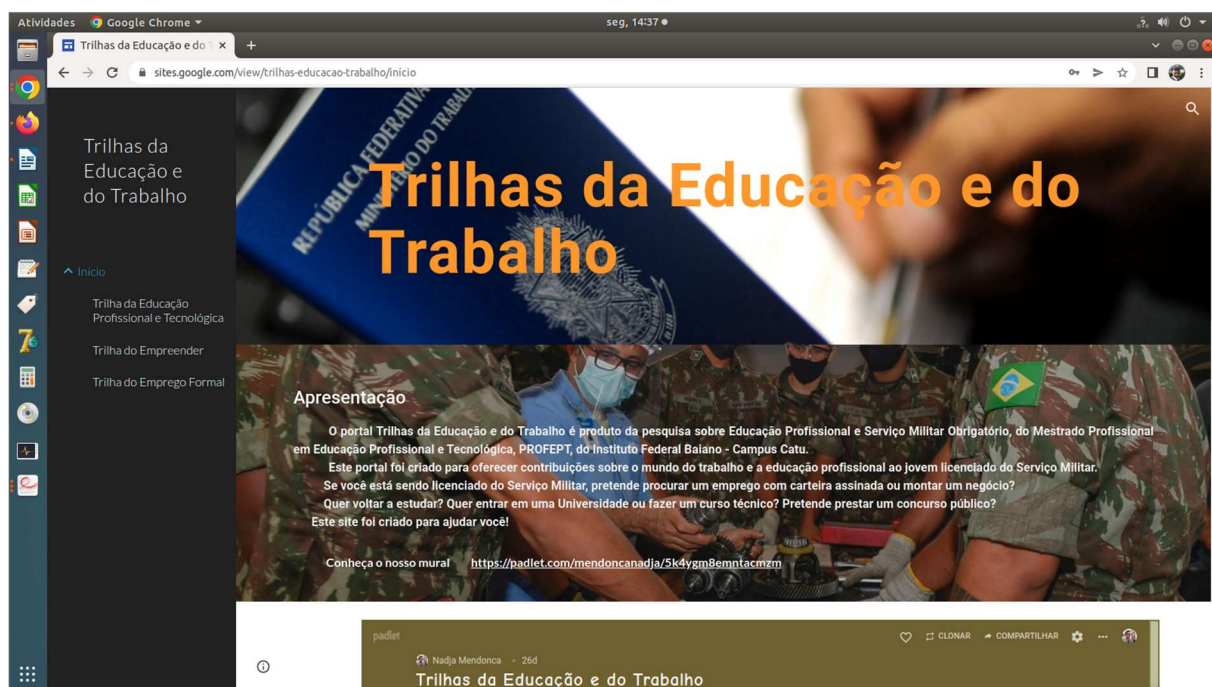 Atividades Google Chrome seg, 14:37
Trilhas da Educação e do T
sites.google.com/view/trilhas-educacao-trabalho/início
Trilhas da
Educação e
do Trabalho
Início
Trilha da Educação
Profissional e Tecnológica
Trilha do Empreender
Trilha do Emprego Formal
REPÚBLICA FEDERATIVA
MINISTÉRIO DO TRABALHO
Trilhas da Educação e do
Trabalho
Apresentação
O portal Trilhas da Educação e do Trabalho é produto da pesquisa sobre Educação Profissional e Serviço Militar Obrigatório, do Mestrado Profissional
em Educação Profissional e Tecnológica, PROFEPT, do Instituto Federal Baiano - Campus Catu.
Este portal foi criado para oferecer contribuições sobre o mundo do trabalho e a educação profissional ao jovem licenciado do Serviço Militar.
Se você está sendo licenciado do Serviço Militar, pretende procurar um emprego com carteira assinada ou montar um negócio?
Quer voltar a estudar? Quer entrar em uma Universidade ou fazer um curso técnico? Pretende prestar um concurso público?
Este site foi criado para ajudar você!
Conheça o nosso mural https://padlet.com/mendoncanadja/5k4ygm8emntacmzm
padlet CLONAR COMPARTILHAR
Nadja Mendonca 26d
Trilhas da Educação e do Trabalho